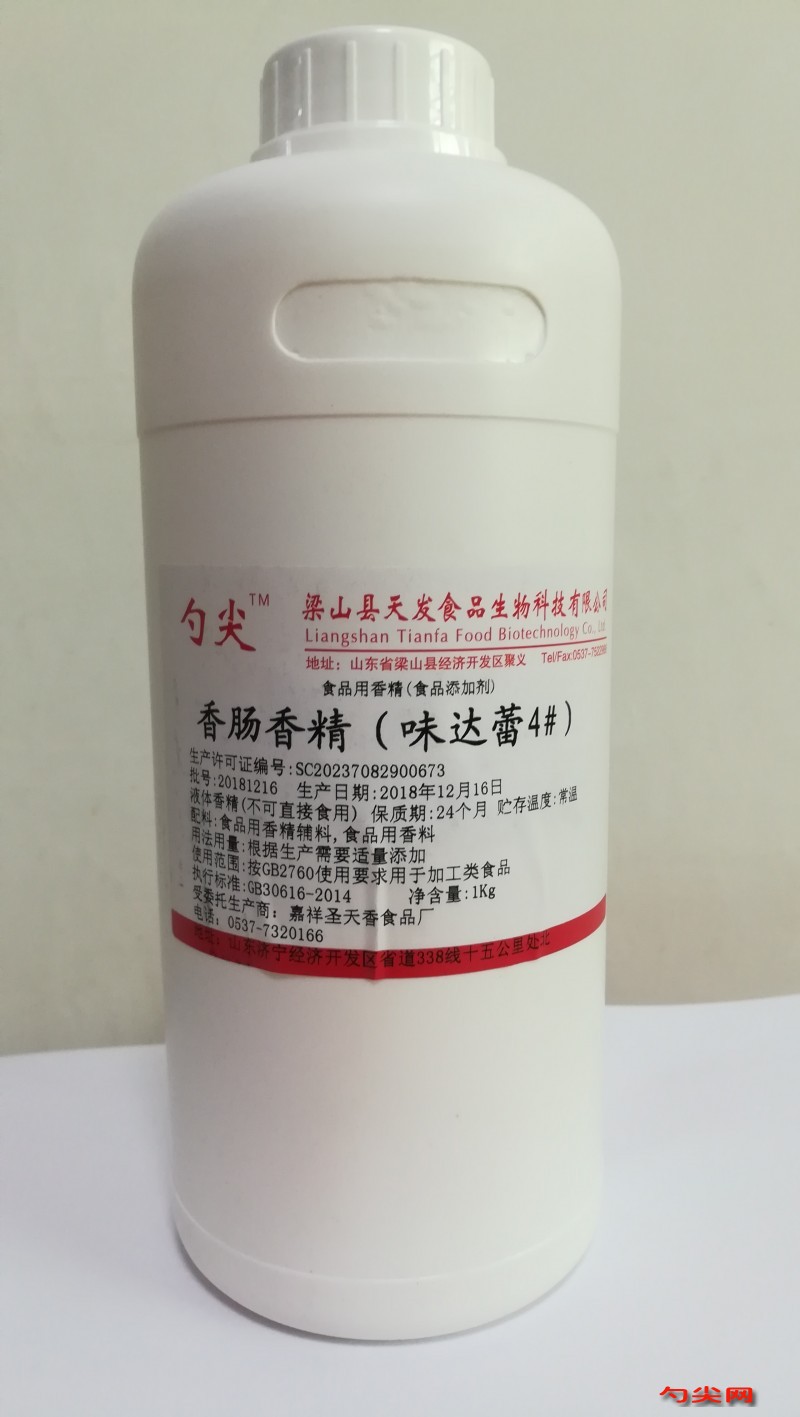 勺尖™
梁山县天发食品生物科技有限公司
Liangshan Tianfa Food Biotechnology Co., Ltd
地址：山东省梁山县经济开发区聚义 Tel/Fax:0537-
食品用香精(食品添加剂)
香肠香精（味达蕾4#）
生产许可证编号:SC20237082900673
批号:20181216 生产日期:2018年12月16日
液体香精(不可直接食用) 保质期:24个月 贮存温度:常温
配料:食品用香精辅料,食品用香料
用法用量:根据生产需要适量添加
使用范围:按GB2760使用要求用于加工类食品
执行标准:GB30616-2014 净含量:1Kg
受委托生产商：嘉祥圣天香食品厂
电话：0537-7320166
地址：山东济宁经济开发区省道338线十五公里处北
勺尖网